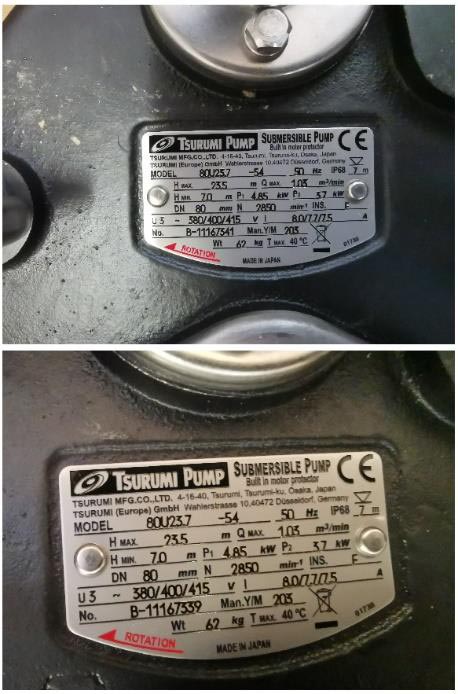 TSURUMI PUMP SUBMERSIBLE PUMP CE
Built in motor protector
TSURUMI MFG.CO.,LTD. 4-16-40, Tsurumi, Tsurumi-ku, Osaka, Japan
TSURUMI (Europe) GmbH Wahlerstrasse 10,40472 Düsseldorf, Germany
MODEL 80U23.7 -54 50 Hz IP68 7 m
H MAX. 23.5 m Q MAX. 1.03 m³/min
H MIN. 7.0 m P1 4.85 kW P2 3.7 kW
DN 80 mm N 2850 min-1 INS. F
U 3 ~ 380/400/415 V I 8.0/7.7/7.5 A
No. B-11167341 Man.Y/M 203
Wt 62 kg T MAX. 40 °C 01738
ROTATION MADE IN JAPAN
TSURUMI PUMP SUBMERSIBLE PUMP CE
Built in motor protector
TSURUMI MFG.CO.,LTD. 4-16-40, Tsurumi, Tsurumi-ku, Osaka, Japan
TSURUMI (Europe) GmbH Wahlerstrasse 10,40472 Düsseldorf, Germany
MODEL 80U23.7 -54 50 Hz IP68 7 m
H MAX. 23.5 m Q MAX. 1.03 m³/min
H MIN. 7.0 m P1 4.85 kW P2 3.7 kW
DN 80 mm N 2850 min-1 INS. F
U 3 ~ 380/400/415 V I 8.0/7.7/7.5 A
No. B-11167339 Man.Y/M 203
Wt 62 kg T MAX. 40 °C 01738
ROTATION MADE IN JAPAN